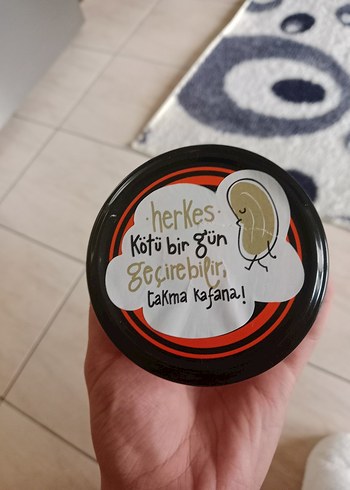 herkes
kötü bir gün
geçirebilir,
takma kafana!